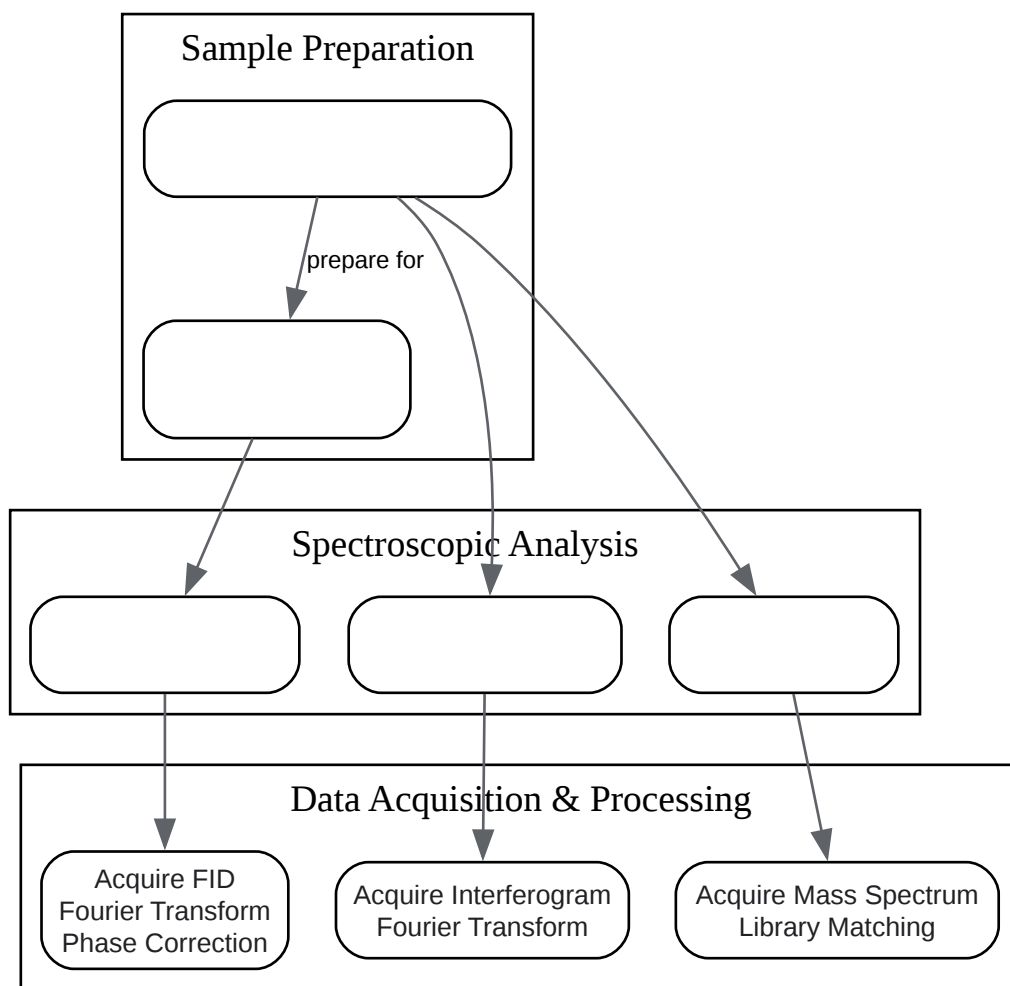 Sample Preparation
prepare for
Spectroscopic Analysis
Data Acquisition & Processing
Acquire FID
Fourier Transform
Phase Correction
Acquire Interferogram
Fourier Transform
Acquire Mass Spectrum
Library Matching